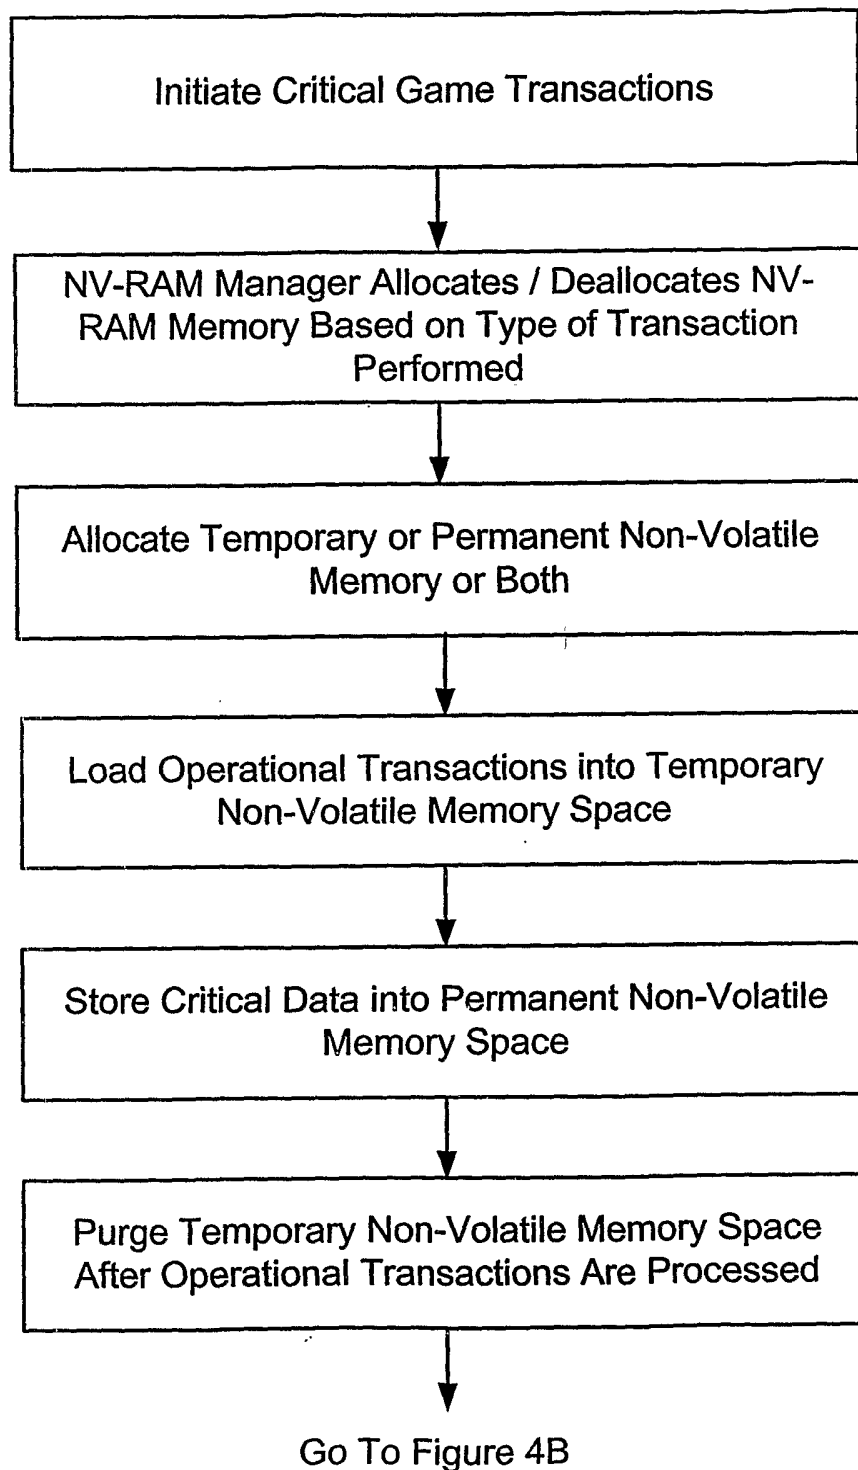 Initiate Critical Game Transactions
NV-RAM Manager Allocates / Deallocates NV-
RAM Memory Based on Type of Transaction
Performed
Allocate Temporary or Permanent Non-Volatile
Memory or Both
Load Operational Transactions into Temporary
Non-Volatile Memory Space
Store Critical Data into Permanent Non-Volatile
Memory Space
Purge Temporary Non-Volatile Memory Space
After Operational Transactions Are Processed
Go To Figure 4B